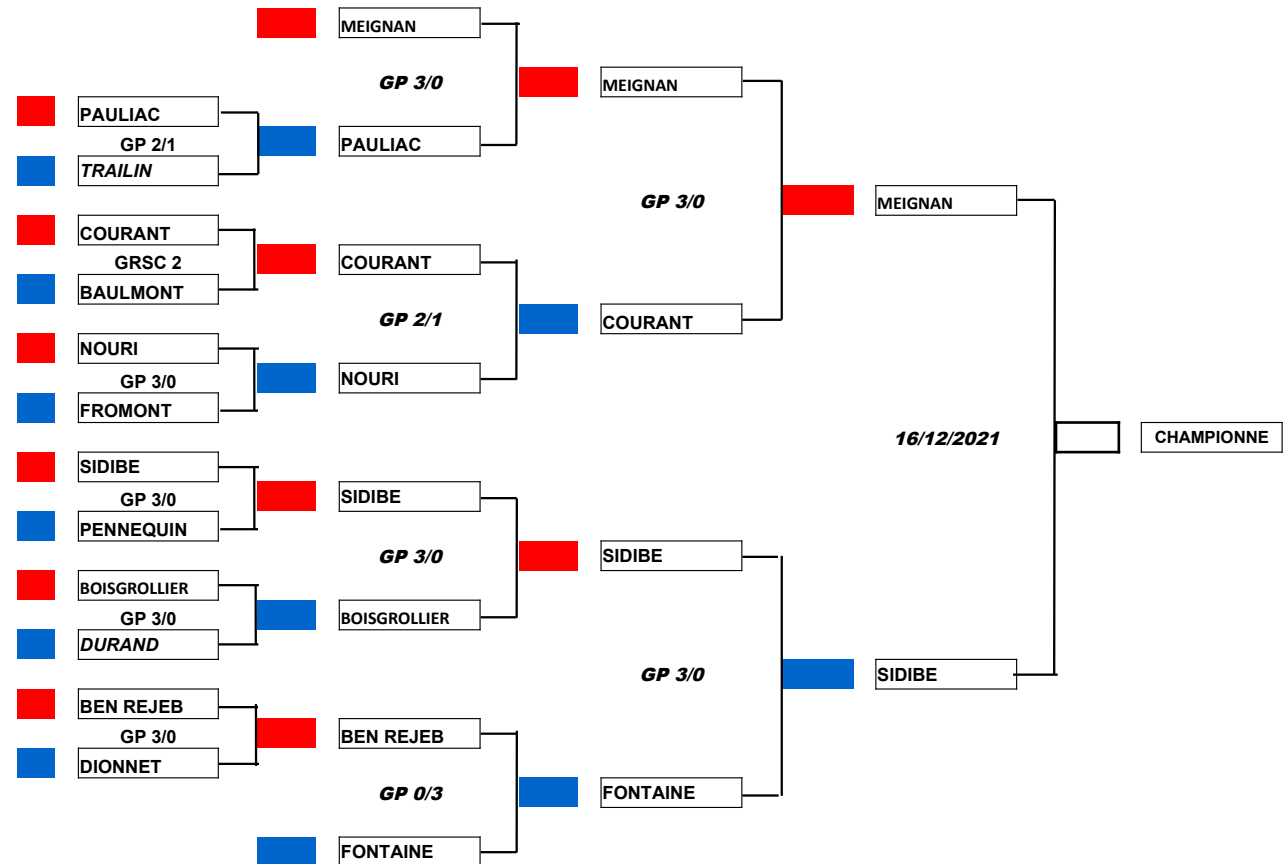 MEIGNAN
GP 3/0
MEIGNAN
PAULIAC
GP 2/1
PAULIAC
TRAILIN
MEIGNAN
GP 3/0
COURANT
GRSC 2
COURANT
BAULMONT
GP 2/1
COURANT
NOURI
GP 3/0
NOURI
FROMONT
16/12/2021
CHAMPIONNE
SIDIBE
GP 3/0
SIDIBE
PENNEQUIN
GP 3/0
SIDIBE
BOISGROLLIER
GP 3/0
BOISGROLLIER
DURAND
GP 3/0
SIDIBE
BEN REJEB
GP 3/0
BEN REJEB
DIONNET
GP 0/3
FONTAINE
FONTAINE